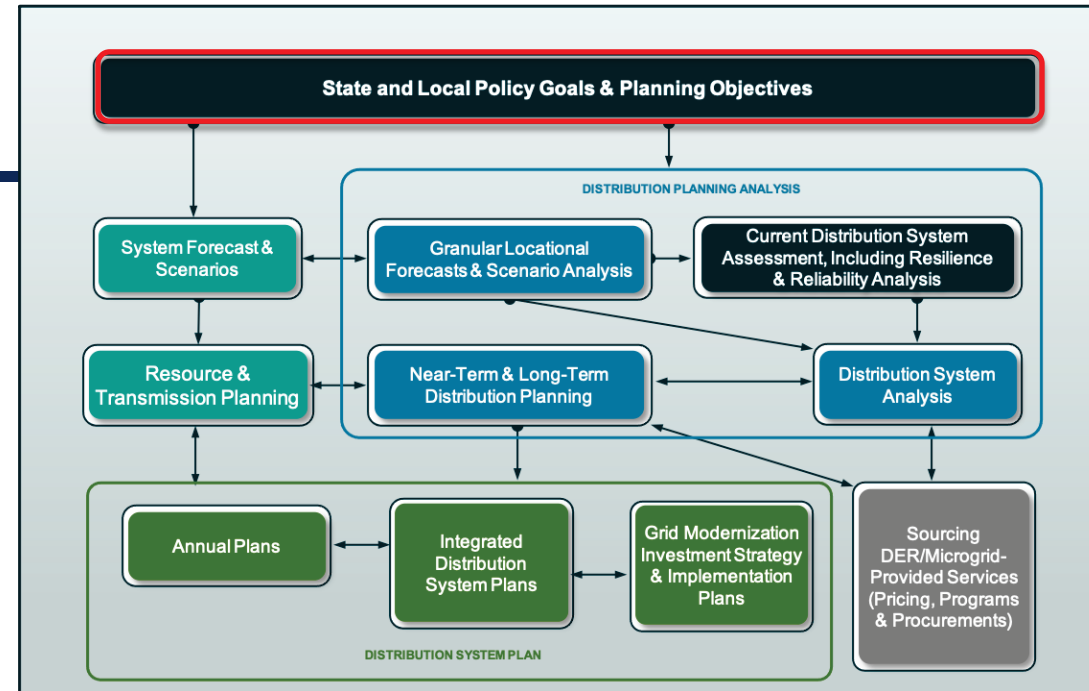 State and Local Policy Goals & Planning Objectives
DISTRIBUTION PLANNING ANALYSIS
System Forecast &
Scenarios
Granular Locational
Forecasts & Scenario Analysis
Current Distribution System
Assessment, Including Resilience
& Reliability Analysis
Resource &
Transmission Planning
Near-Term & Long-Term
Distribution Planning
Distribution System
Analysis
Annual Plans
Integrated
Distribution
System Plans
Grid Modernization
Investment Strategy
& Implementation
Plans
Sourcing
DER/Microgrid-
Provided Services
(Pricing, Programs
& Procurements)
DISTRIBUTION SYSTEM PLAN